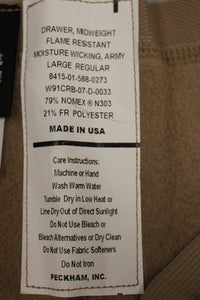 DRAWER, MIDWEIGHT
FLAME RESISTANT
MOISTURE WICKING, ARMY
LARGE REGULAR
8415-01-588-0273
W91CRB-07-D-0033
79% NOMEX ® N303
21% FR POLYESTER
MADE IN USA
Care Instructions:
Machine or Hand
Wash Warm Water
Tumble Dry in Low Heat or
Line Dry Out of Direct Sunlight
Do Not Use Bleach or
Bleach Alternatives or Dry Clean
Do Not Use Fabric Softeners
Do Not Iron
PECKHAM, INC.